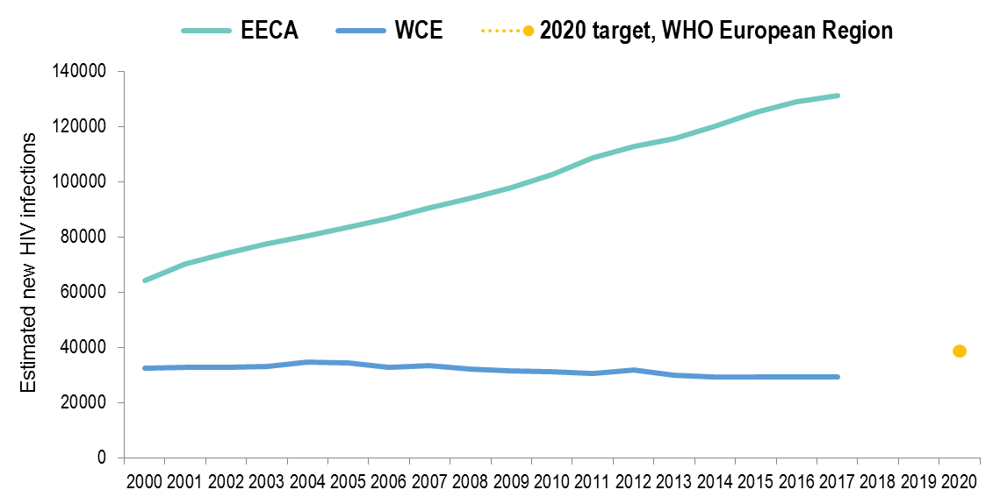 EECA WCE 2020 target, WHO European Region
Estimated new HIV infections
140000
120000
100000
80000
60000
40000
20000
0
2000 2001 2002 2003 2004 2005 2006 2007 2008 2009 2010 2011 2012 2013 2014 2015 2016 2017 2018 2019 2020